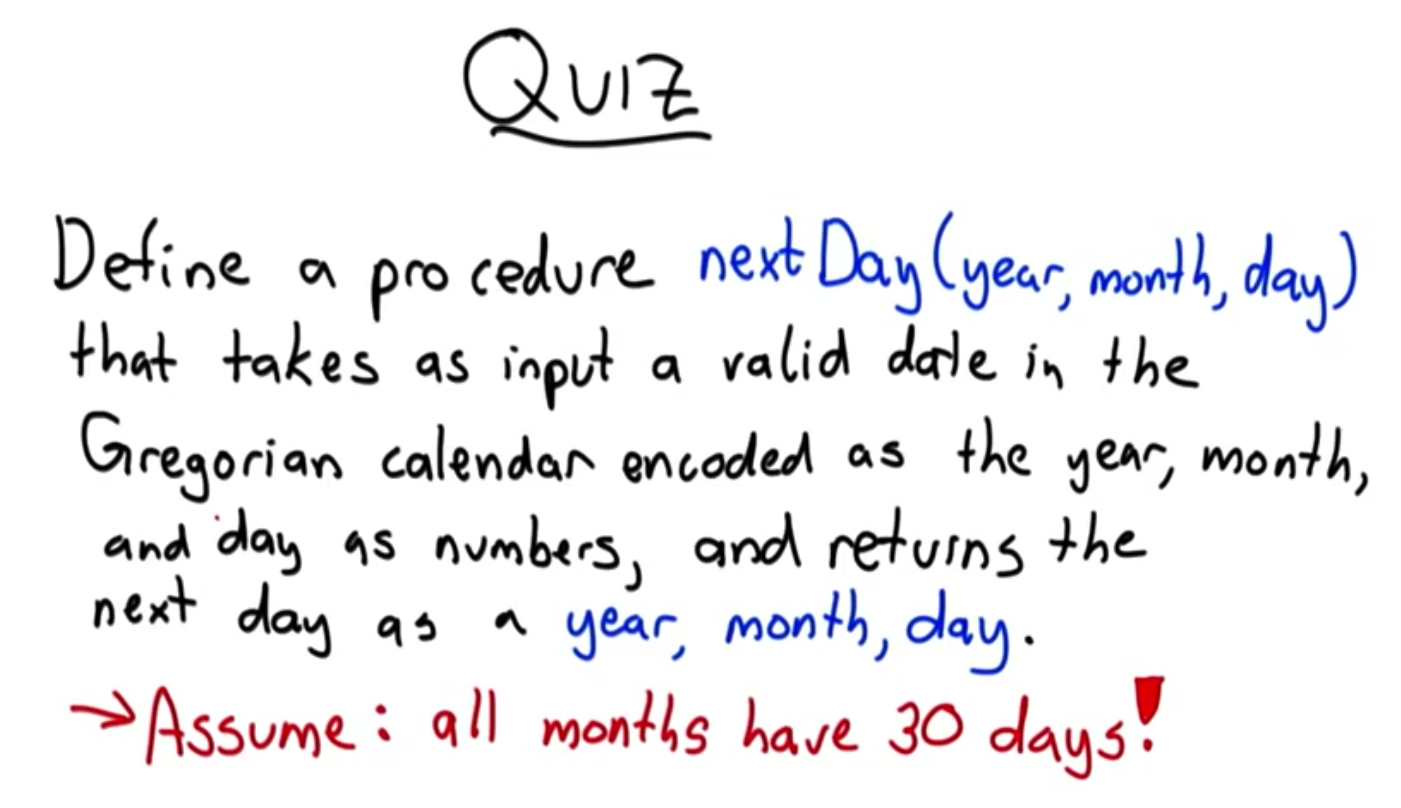 QUIZ
Define a procedure nextDay(year, month, day)
that takes as input a valid date in the
Gregorian calendar encoded as the year, month,
and day as numbers, and returns the
next day as a year, month, day.
→ Assume: all months have 30 days!